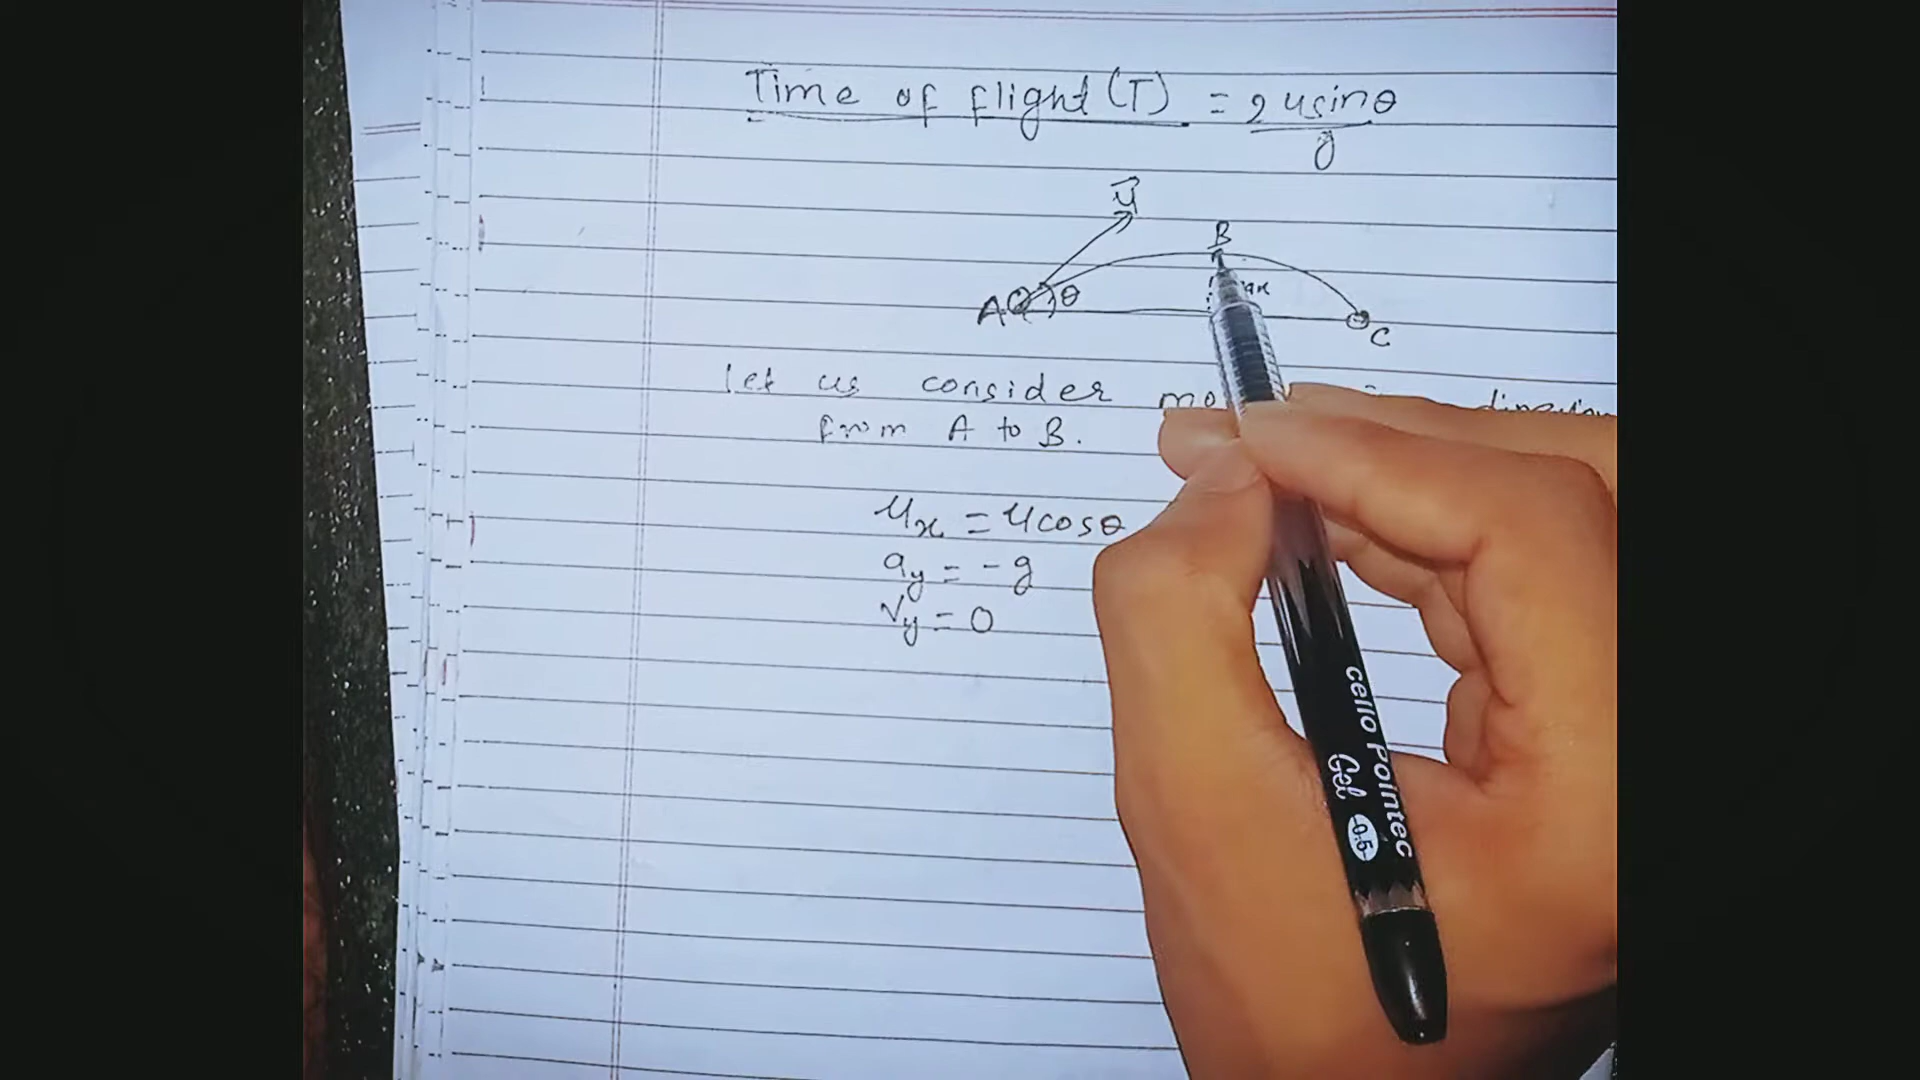 Time of flight (T) = 2usinθ/g
u
B
A θ
C
let us consider
from A to B.
ux = ucosθ
ay = -g
vy = 0
cello Pointec
Gel 0.5